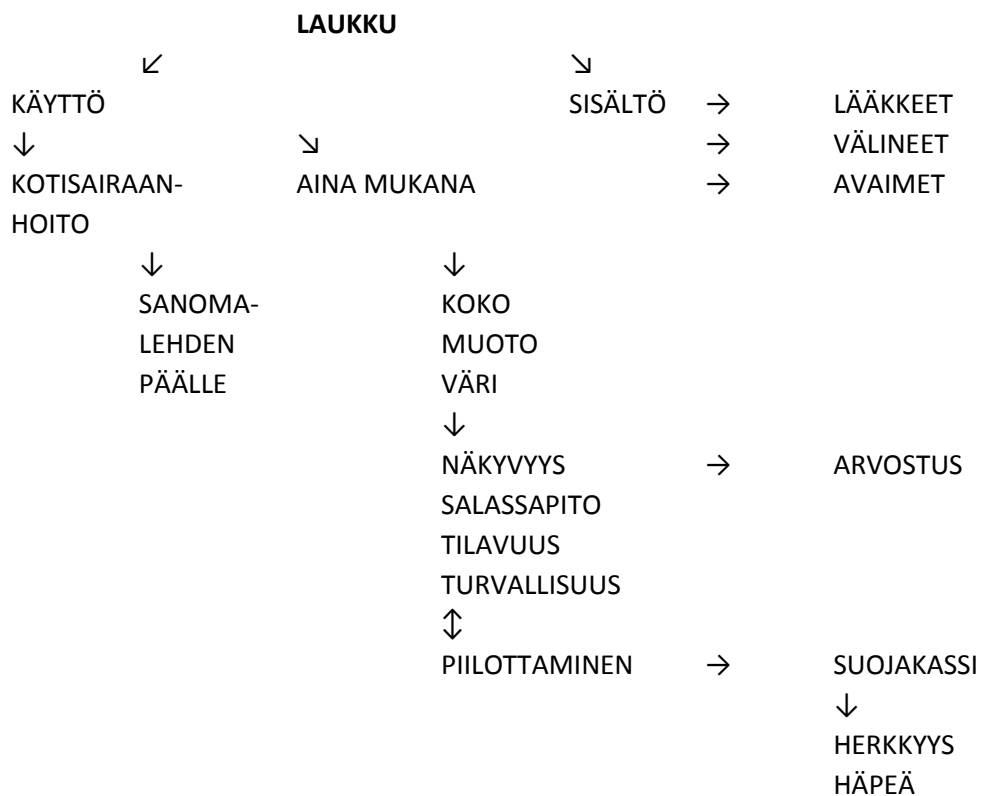 LAUKKU
↙ ↘
KÄYTTÖ SISÄLTÖ → LÄÄKKEET
↓ ↘ → VÄLINEET
KOTISAIRAAN- AINA MUKANA → AVAIMET
HOITO
↓ ↓
SANOMA- KOKO
LEHDEN MUOTO
PÄÄLLE VÄRI
↓
NÄKYVYYS → ARVOSTUS
SALASSAPITO
TILAVUUS
TURVALLISUUS
↕
PIILOTTAMINEN → SUOJAKASSI
↓
HERKKYYS
HÄPEÄ